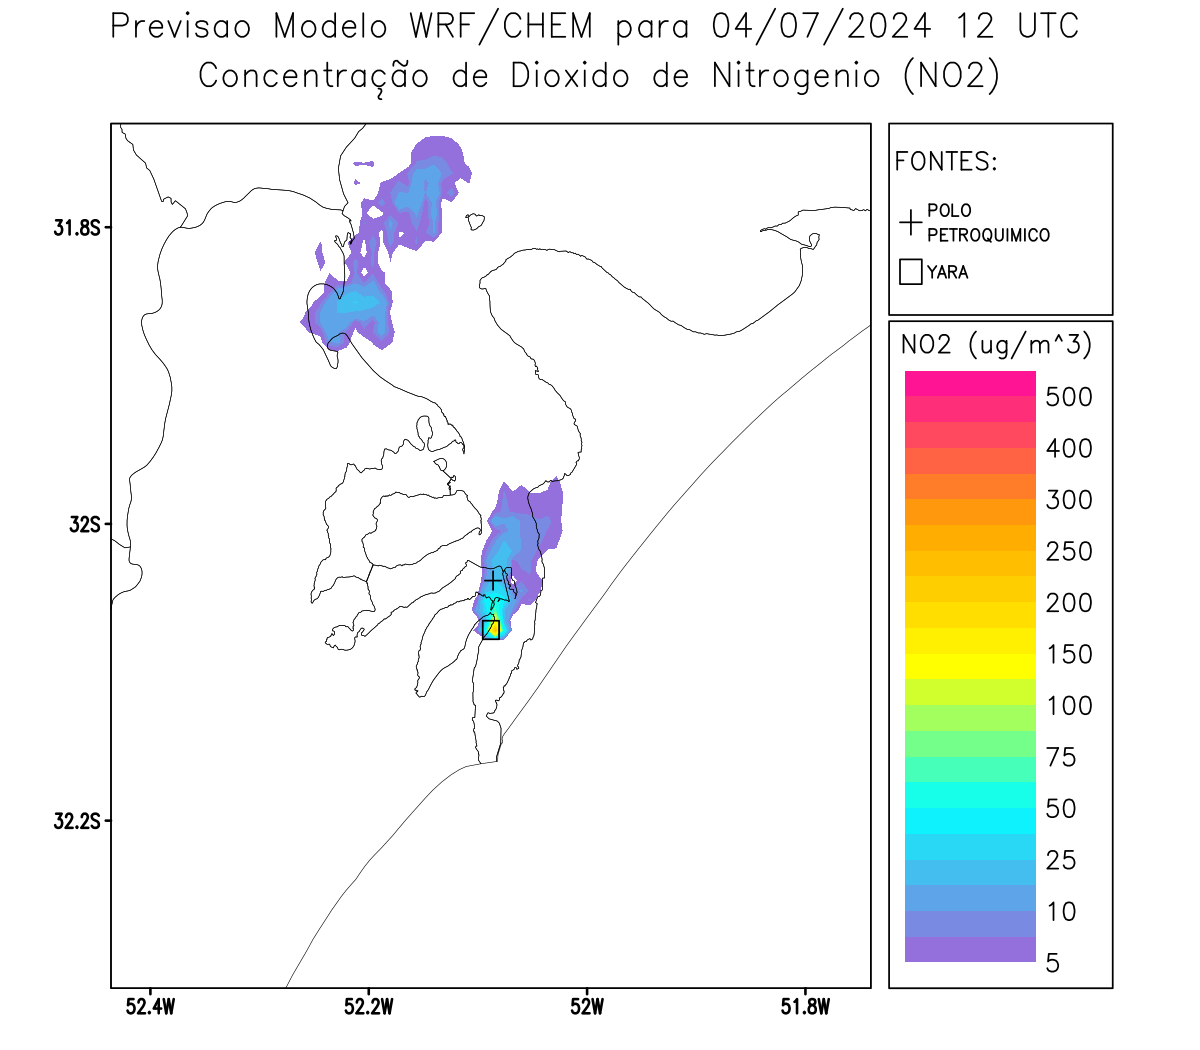 Previsao Modelo WRF/CHEM para 04/07/2024 12 UTC
Concentração de Dioxido de Nitrogenio (NO2)
FONTES:
POLO
PETROQUIMICO
YARA
NO2 (ug/m^3)
500
400
300
250
200
150
100
75
50
25
10
5
31.8S
32S
32.2S
52.4W
52.2W
52W
51.8W